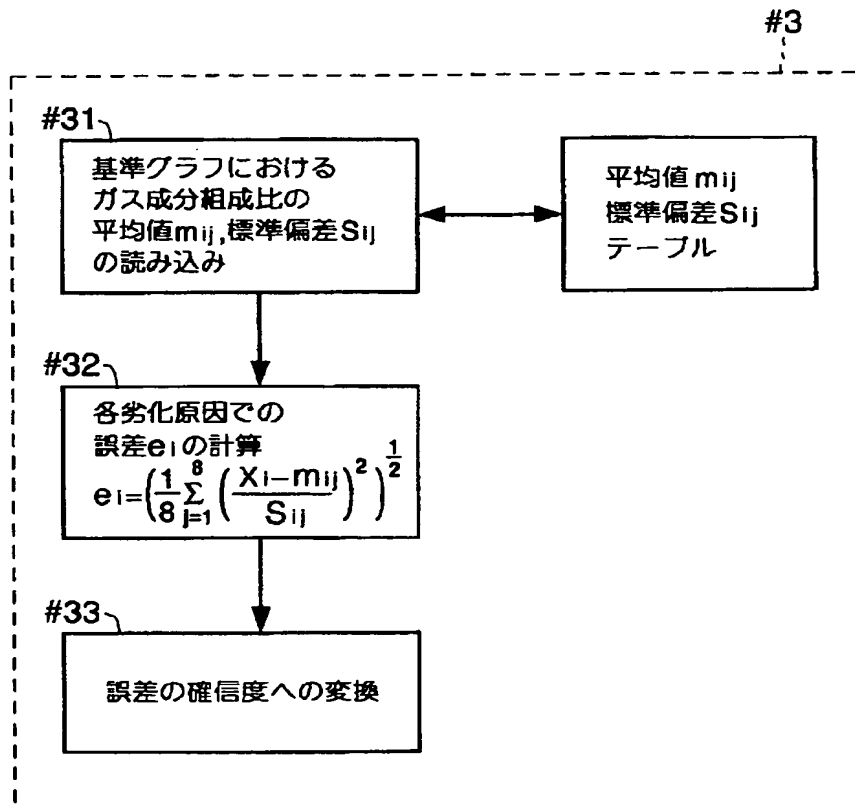 #3
#31
基準グラフにおける
ガス成分組成比の
平均値mij,標準偏差Sij
の読み込み
平均値mij
標準偏差Sij
テーブル
#32
各劣化原因での
誤差eiの計算
ei=(1/8 Σ_{j=1}^{8} ((Xi−mij)/Sij)^2)^{1/2}
#33
誤差の確信度への変換